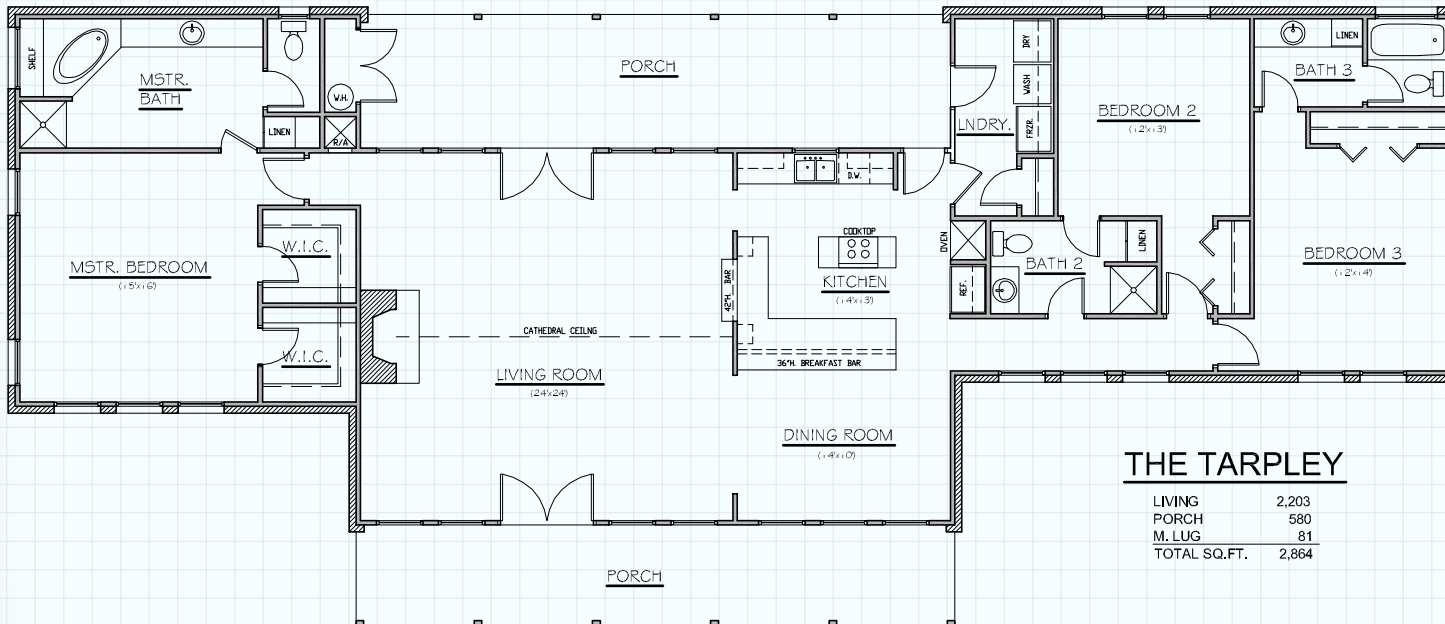 SHELF
MSTR.
BATH
W.H.
LINEN
R/A
PORCH
DRY
WASH
FRZR.
LNDRY.
BEDROOM 2
(12'x13')
BATH 3
LINEN
D.W.
W.I.C.
MSTR. BEDROOM
(15'x16')
W.I.C.
CATHEDRAL CEILNG
LIVING ROOM
(24'x24')
42"H. BAR
COOKTOP
KITCHEN
(14'x13')
36"H. BREAKFAST BAR
OVEN
REF.
BATH 2
LINEN
BEDROOM 3
(12'x14')
DINING ROOM
(14'x10')
THE TARPLEY
LIVING 2,203
PORCH 580
M. LUG 81
TOTAL SQ.FT. 2,864
PORCH